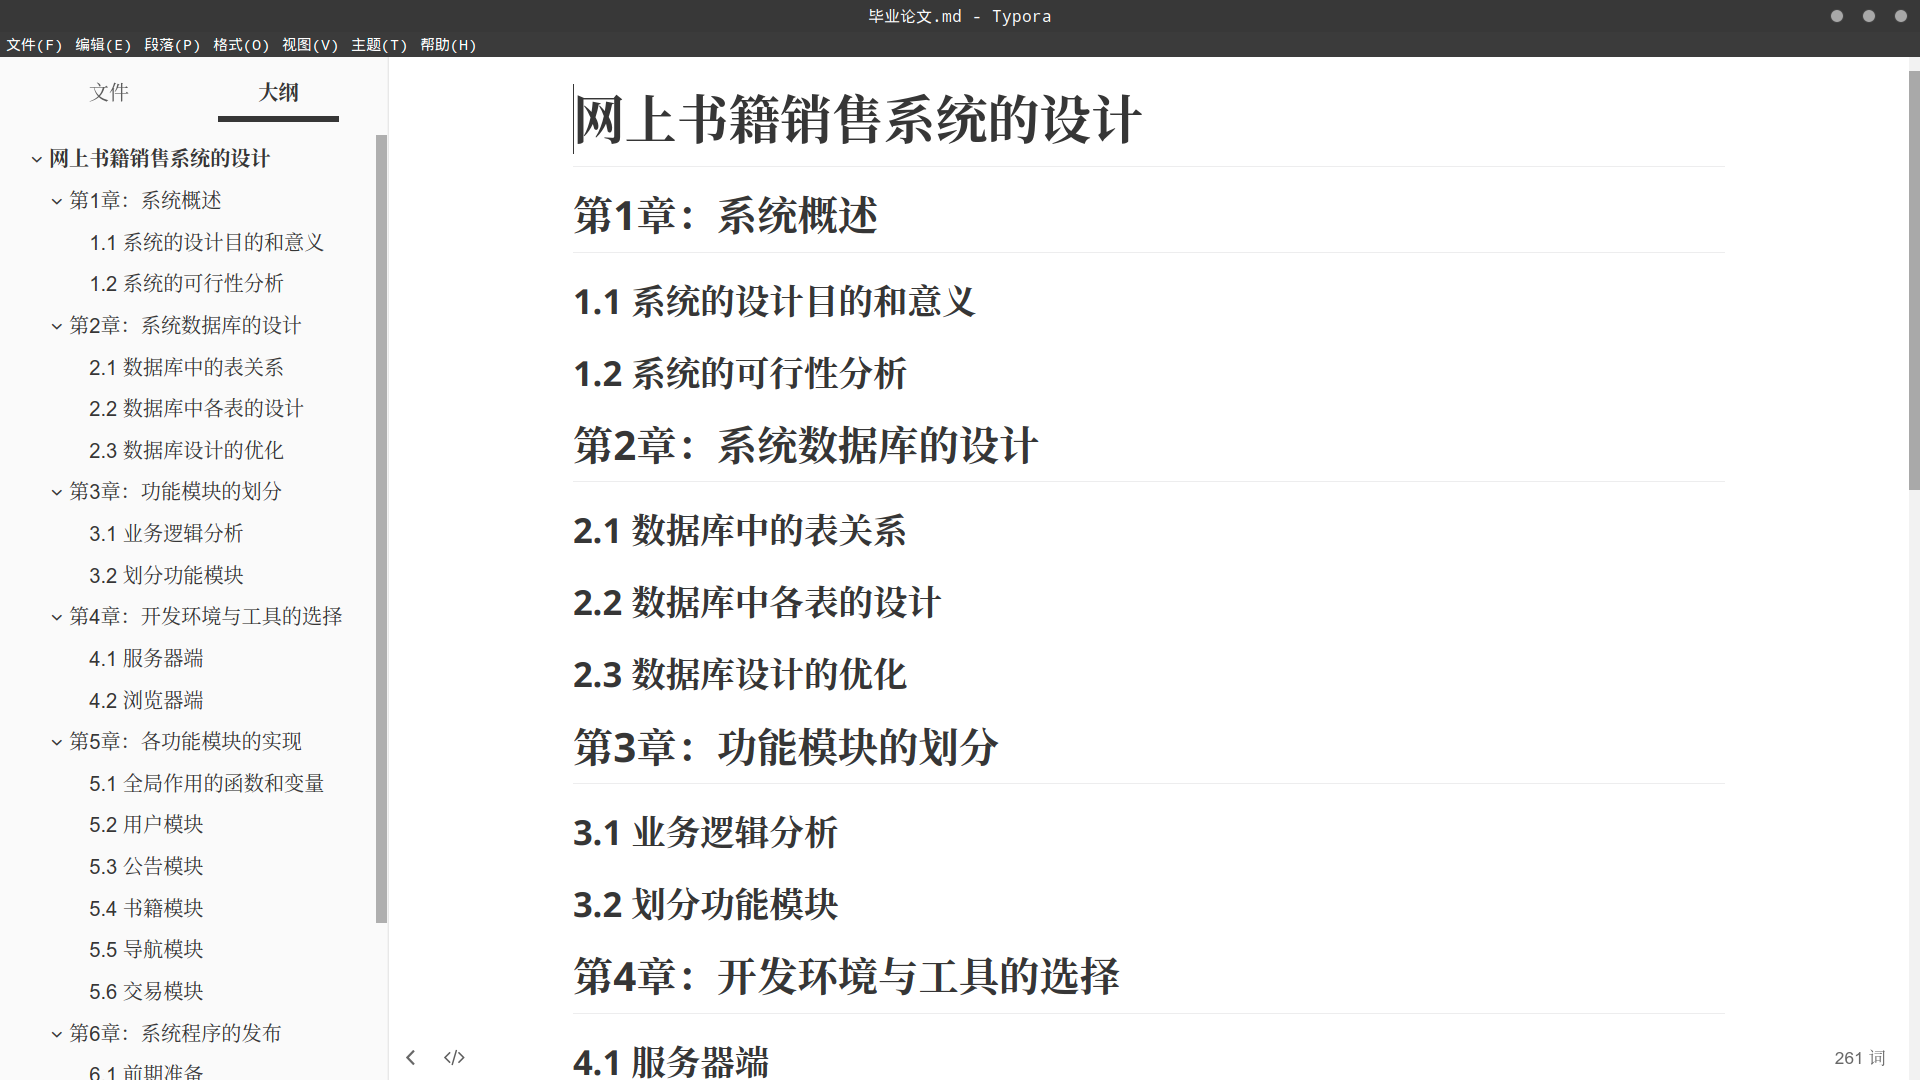 毕业论文.md - Typora
文件(F) 编辑(E) 段落(P) 格式(O) 视图(V) 主题(T) 帮助(H)
文件 大纲
网上书籍销售系统的设计
第1章：系统概述
1.1 系统的设计目的和意义
1.2 系统的可行性分析
第2章：系统数据库的设计
2.1 数据库中的表关系
2.2 数据库中各表的设计
2.3 数据库设计的优化
第3章：功能模块的划分
3.1 业务逻辑分析
3.2 划分功能模块
第4章：开发环境与工具的选择
4.1 服务器端
4.2 浏览器端
第5章：各功能模块的实现
5.1 全局作用的函数和变量
5.2 用户模块
5.3 公告模块
5.4 书籍模块
5.5 导航模块
5.6 交易模块
第6章：系统程序的发布
6.1 前期准备
网上书籍销售系统的设计
第1章：系统概述
1.1 系统的设计目的和意义
1.2 系统的可行性分析
第2章：系统数据库的设计
2.1 数据库中的表关系
2.2 数据库中各表的设计
2.3 数据库设计的优化
第3章：功能模块的划分
3.1 业务逻辑分析
3.2 划分功能模块
第4章：开发环境与工具的选择
4.1 服务器端
261 词